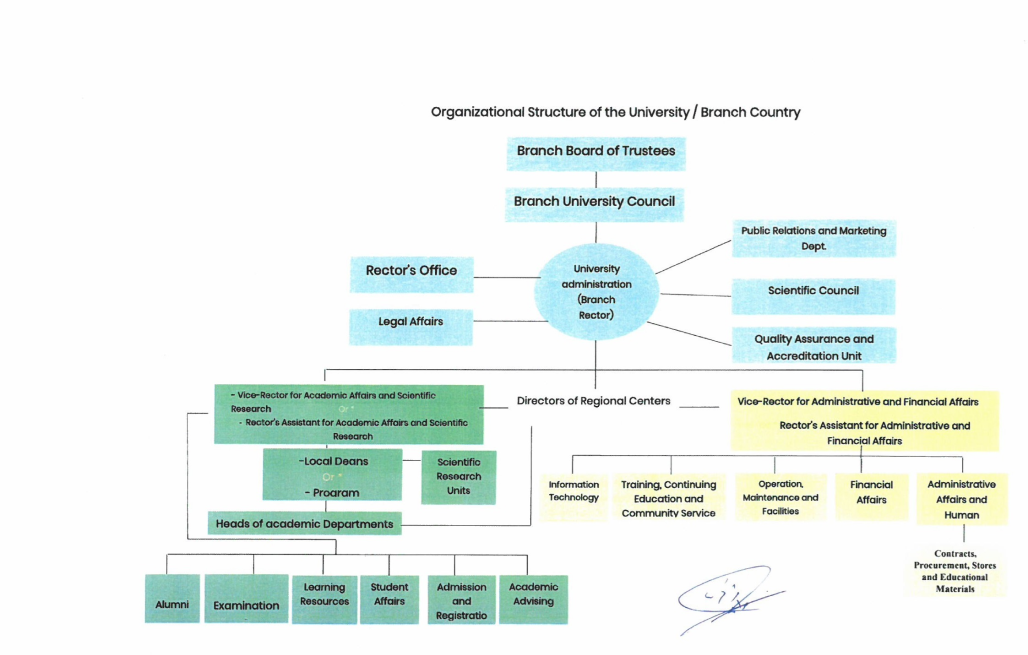 Organizational Structure of the University / Branch Country
Branch Board of Trustees
Branch University Council
Public Relations and Marketing
Dept.
Rector's Office
University
administration
(Branch
Rector)
Scientific Council
Legal Affairs
Quality Assurance and
Accreditation Unit
- Vice-Rector for Academic Affairs and Scientific
Research Or *
- Rector's Assistant for Academic Affairs and Scientific
Research
Directors of Regional Centers
Vice-Rector for Administrative and Financial Affairs
Rector's Assistant for Administrative and
Financial Affairs
-Local Deans
Or *
- Program
Scientific
Research
Units
Heads of academic Departments
Information
Technology
Training, Continuing
Education and
Community Service
Operation,
Maintenance and
Facilities
Financial
Affairs
Administrative
Affairs and
Human
Contracts,
Procurement, Stores
and Educational
Materials
Alumni
Examination
Learning
Resources
Student
Affairs
Admission
and
Registratio
Academic
Advising